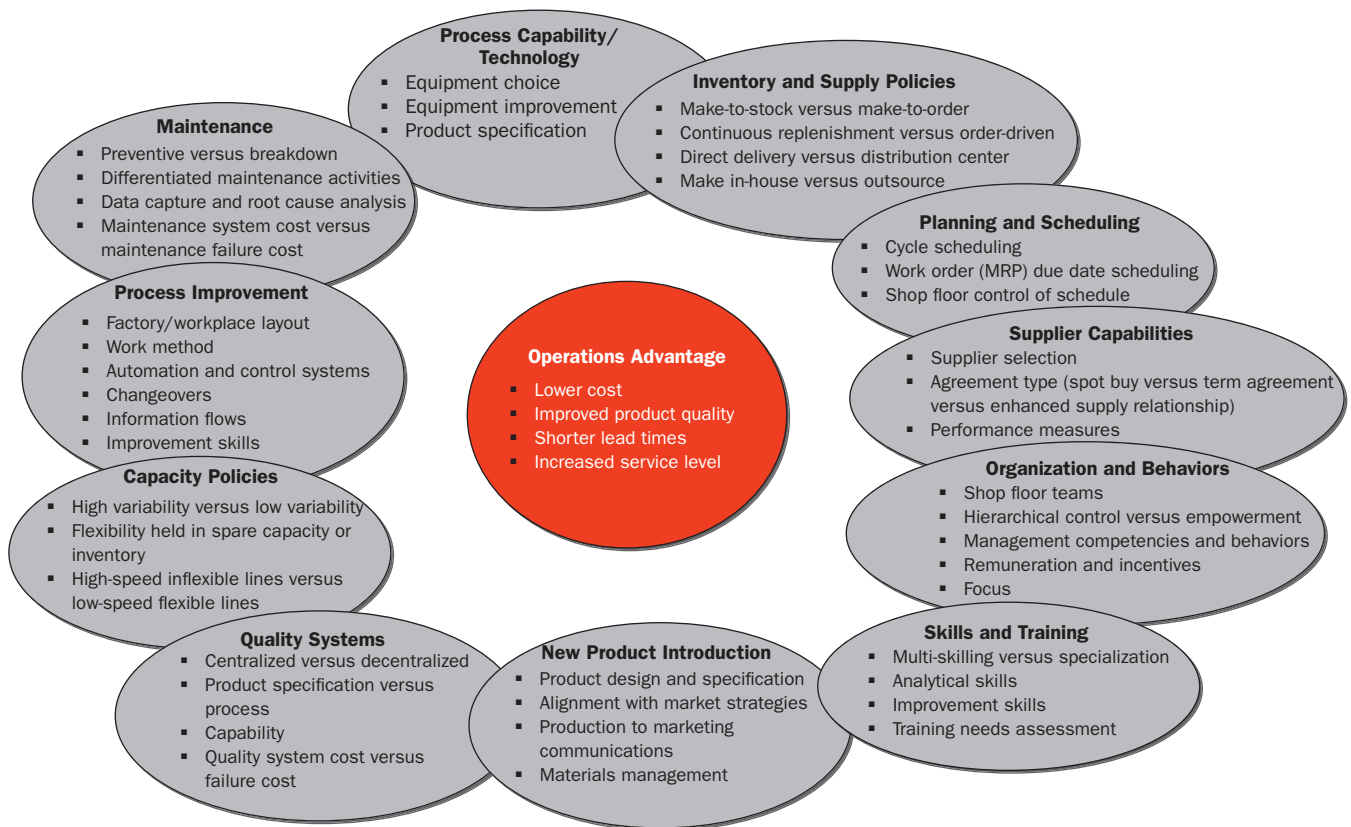 Process Capability/
Technology
▪ Equipment choice
▪ Equipment improvement
▪ Product specification
Inventory and Supply Policies
▪ Make-to-stock versus make-to-order
▪ Continuous replenishment versus order-driven
▪ Direct delivery versus distribution center
▪ Make in-house versus outsource
Planning and Scheduling
▪ Cycle scheduling
▪ Work order (MRP) due date scheduling
▪ Shop floor control of schedule
Supplier Capabilities
▪ Supplier selection
▪ Agreement type (spot buy versus term agreement
versus enhanced supply relationship)
▪ Performance measures
Organization and Behaviors
▪ Shop floor teams
▪ Hierarchical control versus empowerment
▪ Management competencies and behaviors
▪ Remuneration and incentives
▪ Focus
Skills and Training
▪ Multi-skilling versus specialization
▪ Analytical skills
▪ Improvement skills
▪ Training needs assessment
New Product Introduction
▪ Product design and specification
▪ Alignment with market strategies
▪ Production to marketing
communications
▪ Materials management
Quality Systems
▪ Centralized versus decentralized
▪ Product specification versus
process
▪ Capability
▪ Quality system cost versus
failure cost
Capacity Policies
▪ High variability versus low variability
▪ Flexibility held in spare capacity or
inventory
▪ High-speed inflexible lines versus
low-speed flexible lines
Process Improvement
▪ Factory/workplace layout
▪ Work method
▪ Automation and control systems
▪ Changeovers
▪ Information flows
▪ Improvement skills
Maintenance
▪ Preventive versus breakdown
▪ Differentiated maintenance activities
▪ Data capture and root cause analysis
▪ Maintenance system cost versus
maintenance failure cost
Operations Advantage
▪ Lower cost
▪ Improved product quality
▪ Shorter lead times
▪ Increased service level